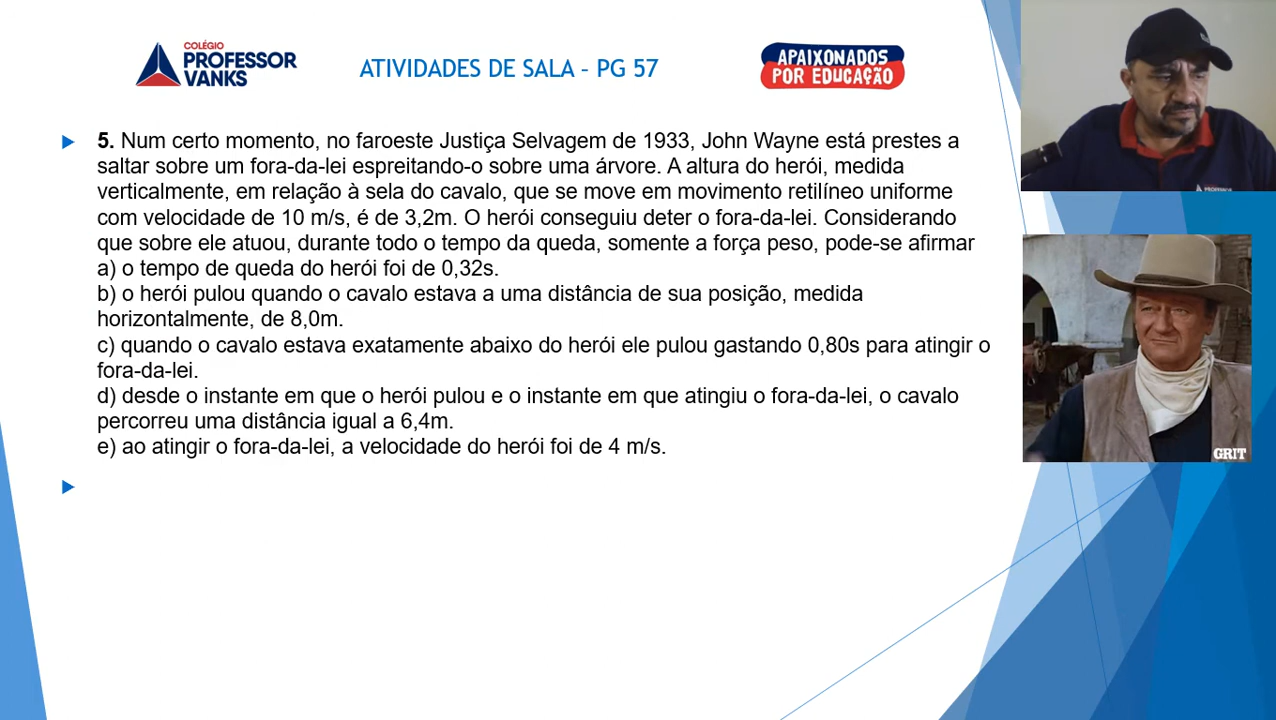 COLÉGIO
PROFESSOR
VANKS
ATIVIDADES DE SALA - PG 57
APAIXONADOS
POR EDUCAÇÃO
5. Num certo momento, no faroeste Justiça Selvagem de 1933, John Wayne está prestes a
saltar sobre um fora-da-lei espreitando-o sobre uma árvore. A altura do herói, medida
verticalmente, em relação à sela do cavalo, que se move em movimento retilíneo uniforme
com velocidade de 10 m/s, é de 3,2m. O herói conseguiu deter o fora-da-lei. Considerando
que sobre ele atuou, durante todo o tempo da queda, somente a força peso, pode-se afirmar
a) o tempo de queda do herói foi de 0,32s.
b) o herói pulou quando o cavalo estava a uma distância de sua posição, medida
horizontalmente, de 8,0m.
c) quando o cavalo estava exatamente abaixo do herói ele pulou gastando 0,80s para atingir o
fora-da-lei.
d) desde o instante em que o herói pulou e o instante em que atingiu o fora-da-lei, o cavalo
percorreu uma distância igual a 6,4m.
e) ao atingir o fora-da-lei, a velocidade do herói foi de 4 m/s.
GRIT